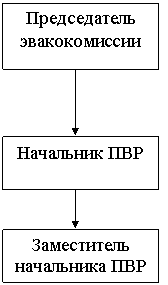 Председатель
эвакокомиссии
Начальник ПВР
Заместитель
начальника ПВР